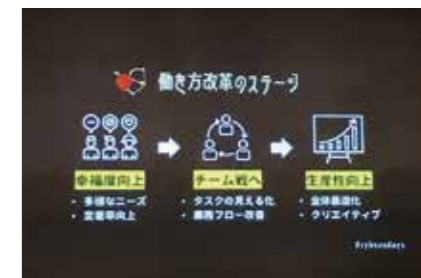 働き方改革のステージ
幸福度向上
・多様なニーズ
・定着率向上
チーム戦へ
・タスクの見える化
・業務フロー改善
生産性向上
・全体最適化
・クリエイティブ
#cybozudays